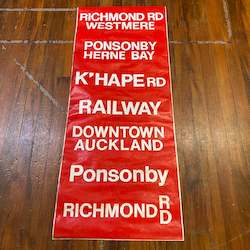 RICHMOND RD
WESTMERE
PONSONBY
HERNE BAY
K'HAPE RD
RAILWAY
DOWNTOWN
AUCKLAND
Ponsonby
RICHMOND RD